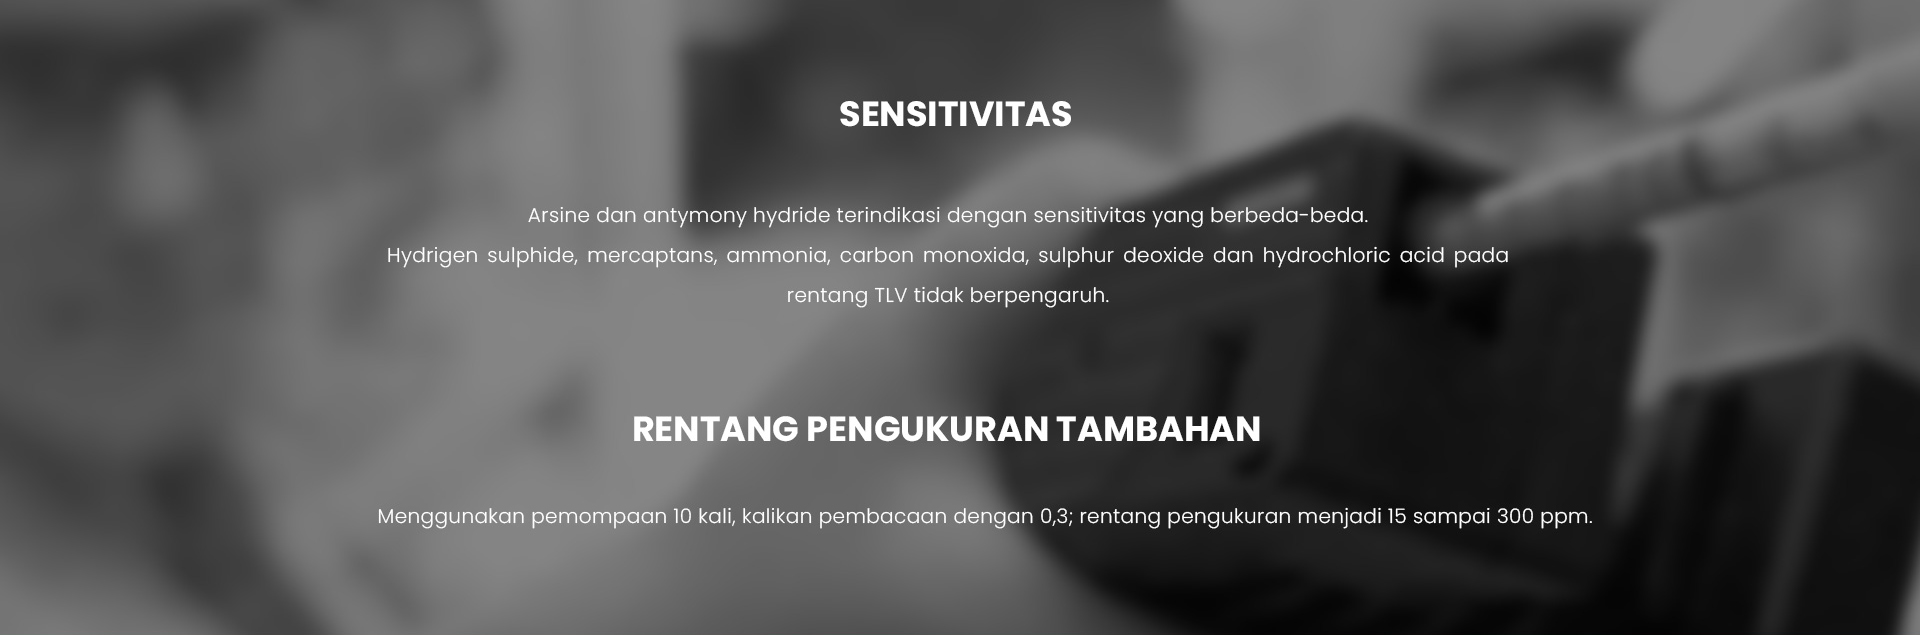 SENSITIVITAS
Arsine dan antymony hydride terindikasi dengan sensitivitas yang berbeda-beda.
Hydrigen sulphide, mercaptans, ammonia, carbon monoxida, sulphur deoxide dan hydrochloric acid pada
rentang TLV tidak berpengaruh.
RENTANG PENGUKURAN TAMBAHAN
Menggunakan pemompaan 10 kali, kalikan pembacaan dengan 0,3; rentang pengukuran menjadi 15 sampai 300 ppm.